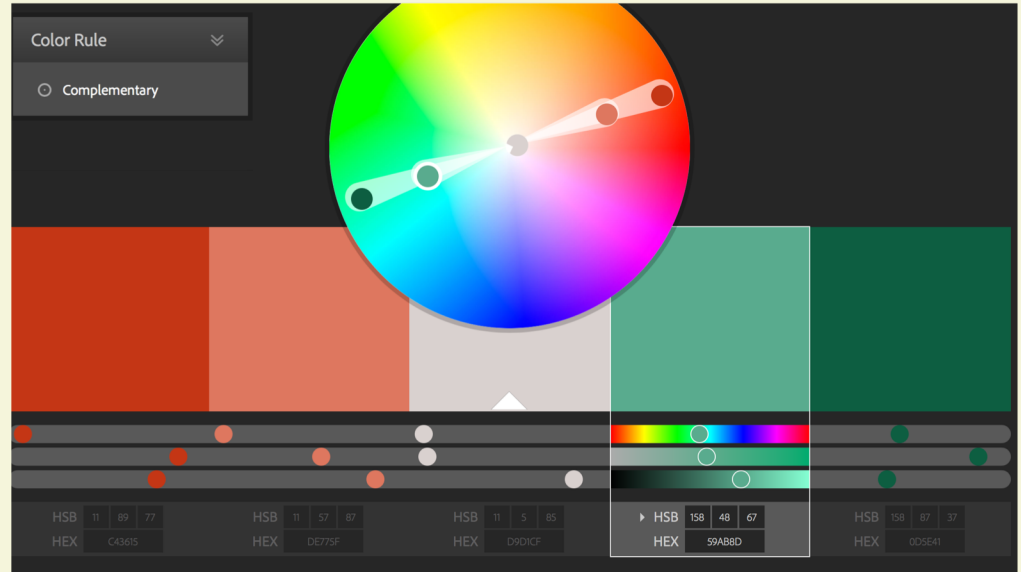 Color Rule
Complementary
HSB 11 89 77
HEX C43615
HSB 11 57 87
HEX DE775F
HSB 11 5 85
HEX D9D1CF
HSB 158 48 67
HEX 59AB8D
HSB 158 87 37
HEX 0D5E41